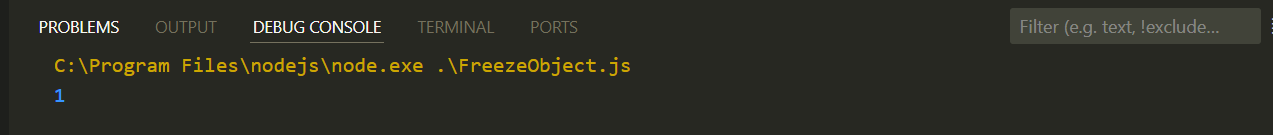 PROBLEMS OUTPUT DEBUG CONSOLE TERMINAL PORTS Filter (e.g. text, !exclude...
C:\Program Files\nodejs\node.exe .\FreezeObject.js
1